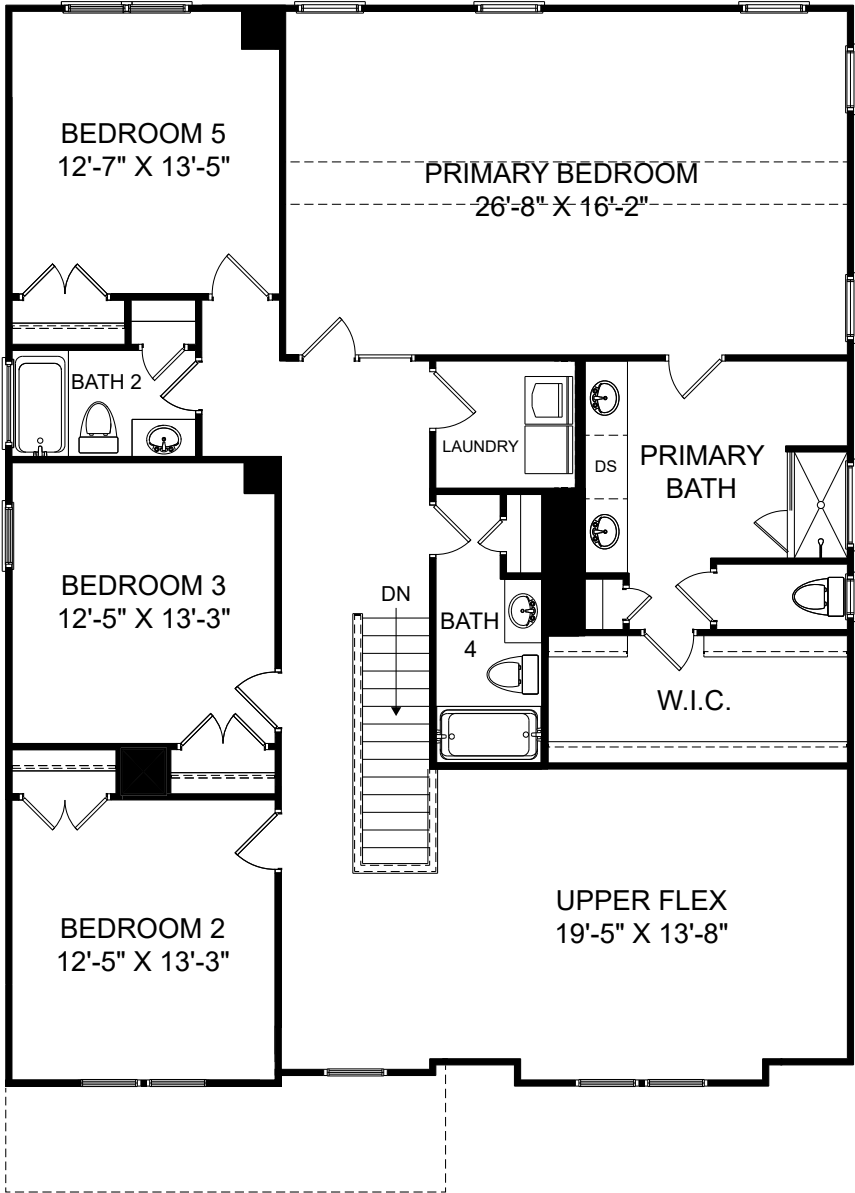 BEDROOM 5
12'-7" X 13'-5"
PRIMARY BEDROOM
26'-8" X 16'-2"
BATH 2
LAUNDRY
DS
PRIMARY
BATH
BEDROOM 3
12'-5" X 13'-3"
DN
BATH
4
W.I.C.
UPPER FLEX
19'-5" X 13'-8"
BEDROOM 2
12'-5" X 13'-3"